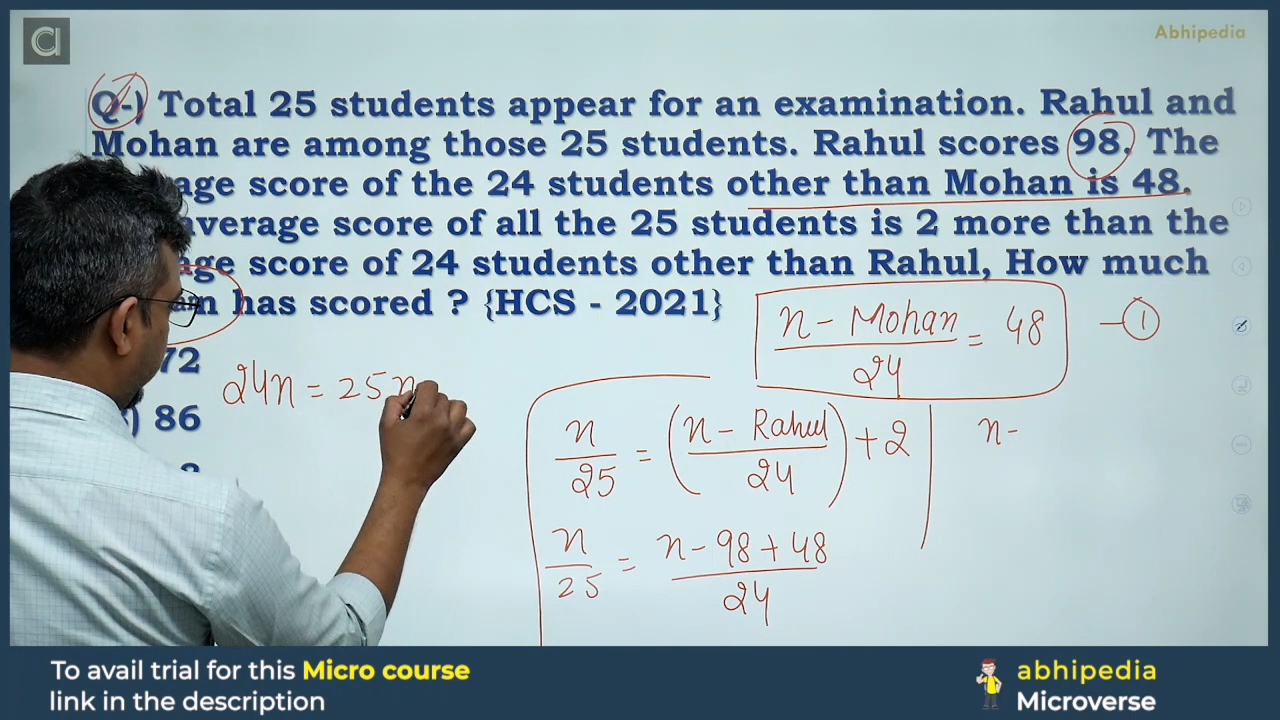 Abhipedia
Q-) Total 25 students appear for an examination. Rahul and
Mohan are among those 25 students. Rahul scores 98. The
age score of the 24 students other than Mohan is 48.
average score of all the 25 students is 2 more than the
age score of 24 students other than Rahul, How much
has scored ? {HCS - 2021}
n - Mohan / 24 = 48 - 1
72
24n = 25n
n / 25 = (n - Rahul / 24) + 2
n -
) 86
n / 25 = n - 98 + 48 / 24
To avail trial for this Micro course
link in the description
abhipedia
Microverse